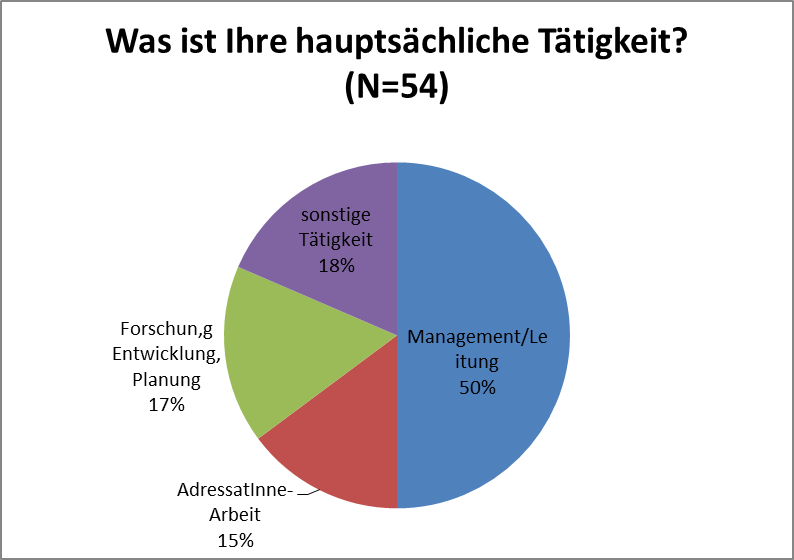 Was ist Ihre hauptsächliche Tätigkeit?
(N=54)
sonstige
Tätigkeit
18%
Management/Le
itung
50%
Forschun,g
Entwicklung,
Planung
17%
AdressatInne-
Arbeit
15%